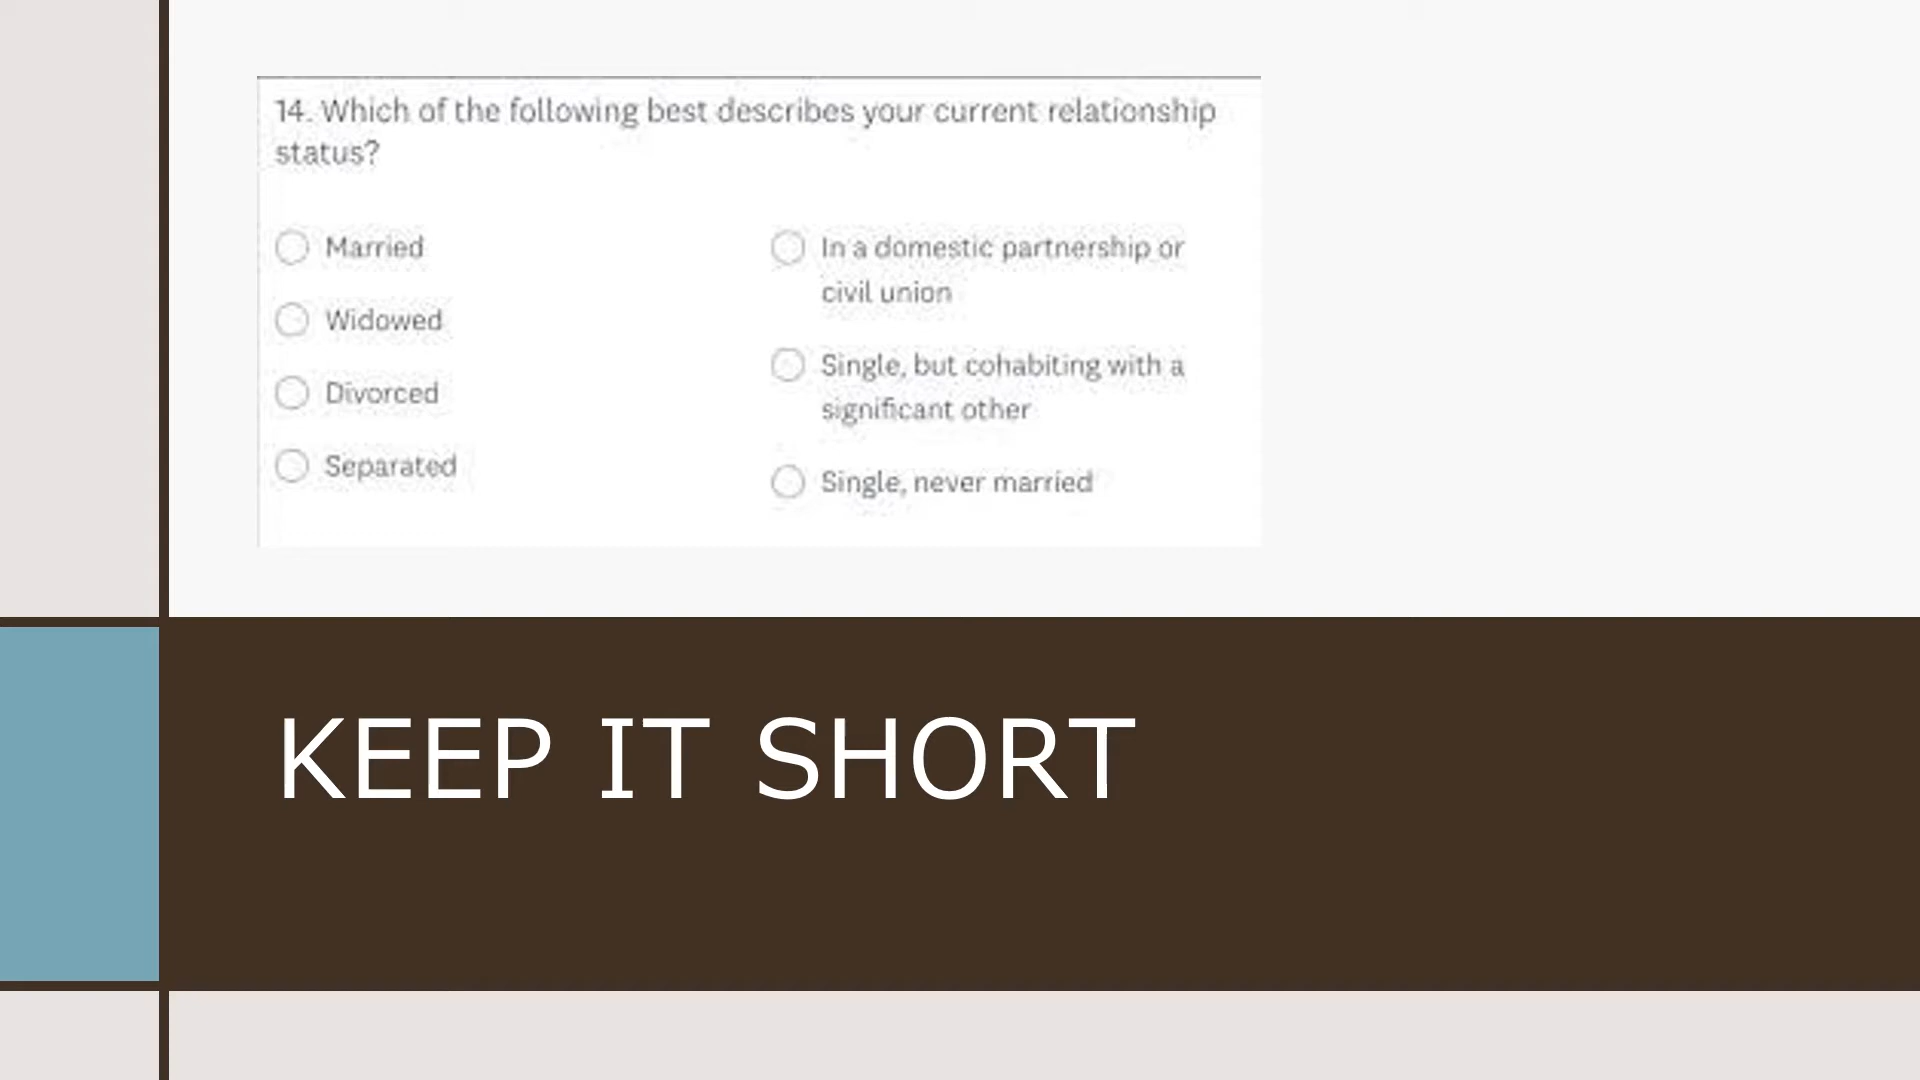 14. Which of the following best describes your current relationship
status?
Married
Widowed
Divorced
Separated
In a domestic partnership or
civil union
Single, but cohabiting with a
significant other
Single, never married
KEEP IT SHORT